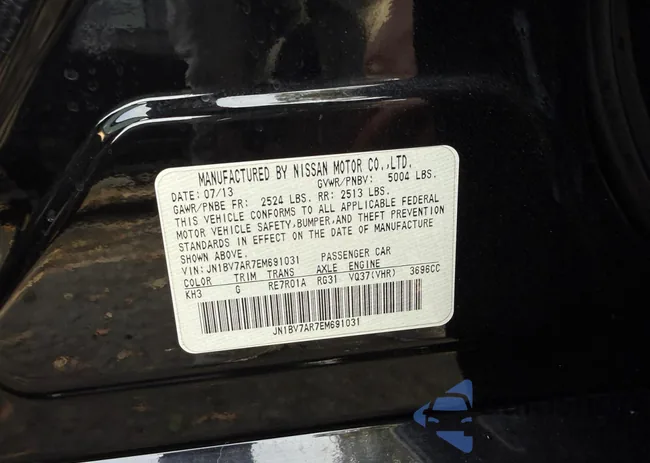 MANUFACTURED BY NISSAN MOTOR CO.,LTD.
DATE: 07/13 GVWR/PNBV: 5004 LBS.
GAWR/PNBE FR: 2524 LBS. RR: 2513 LBS.
THIS VEHICLE CONFORMS TO ALL APPLICABLE FEDERAL
MOTOR VEHICLE SAFETY,BUMPER,AND THEFT PREVENTION
STANDARDS IN EFFECT ON THE DATE OF MANUFACTURE
SHOWN ABOVE.
VIN: JN1BV7AR7EM691031 PASSENGER CAR
COLOR TRIM TRANS AXLE ENGINE
KH3 G RE7R01A RG31 VQ37(VHR) 3696CC
JN1BV7AR7EM691031